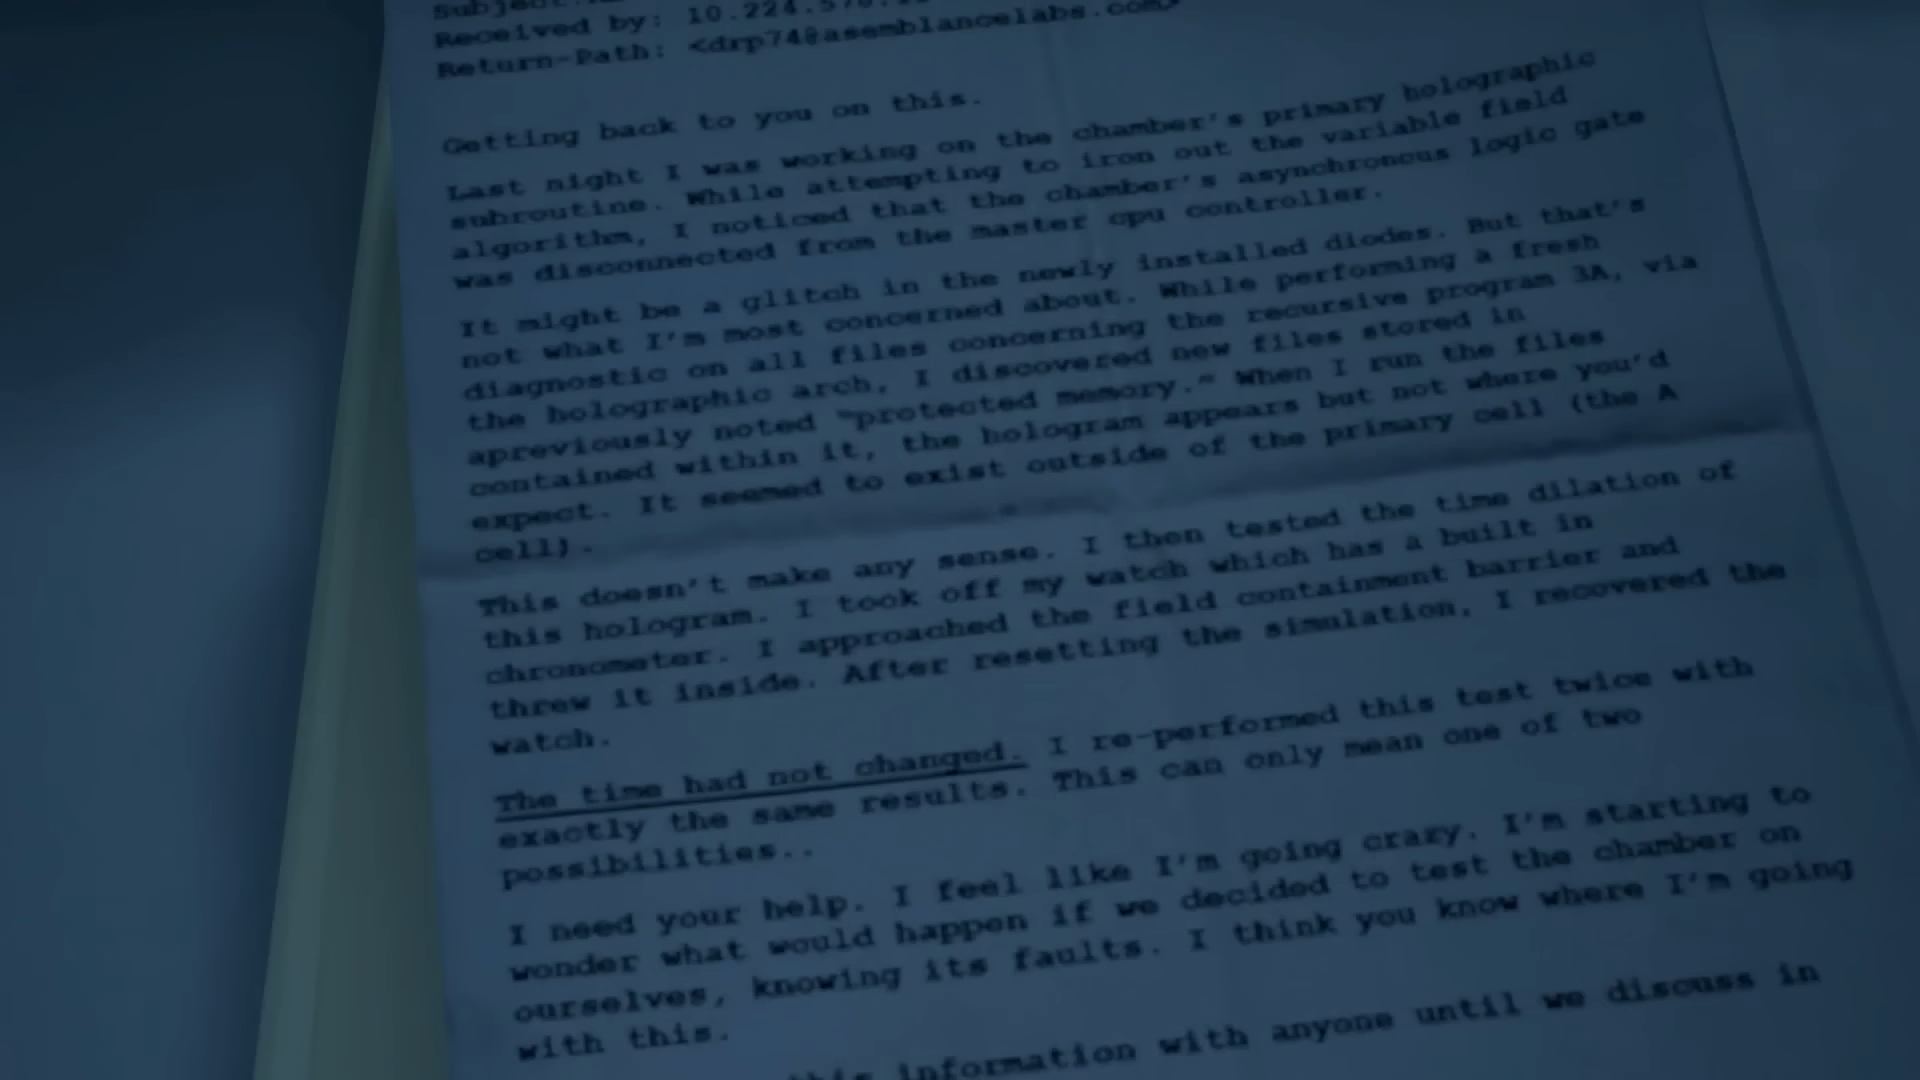 Subject:
Received by: 10.224.576.1
Return-Path: <drp74@asemblancelabs.com>
Getting back to you on this.
Last night I was working on the chamber's primary holographic
subroutine. While attempting to iron out the variable field
algorithm, I noticed that the chamber's asynchronous logic gate
was disconnected from the master cpu controller.
It might be a glitch in the newly installed diodes. But that's
not what I'm most concerned about. While performing a fresh
diagnostic on all files concerning the recursive program 3A, via
the holographic arch, I discovered new files stored in
apreviously noted "protected memory." When I run the files
contained within it, the hologram appears but not where you'd
expect. It seemed to exist outside of the primary cell (the A
cell).
This doesn't make any sense. I then tested the time dilation of
this hologram. I took off my watch which has a built in
chronometer. I approached the field containment barrier and
threw it inside. After resetting the simulation, I recovered the
watch.
The time had not changed. I re-performed this test twice with
exactly the same results. This can only mean one of two
possibilities..
I need your help. I feel like I'm going crazy. I'm starting to
wonder what would happen if we decided to test the chamber on
ourselves, knowing its faults. I think you know where I'm going
with this.
this information with anyone until we discuss in